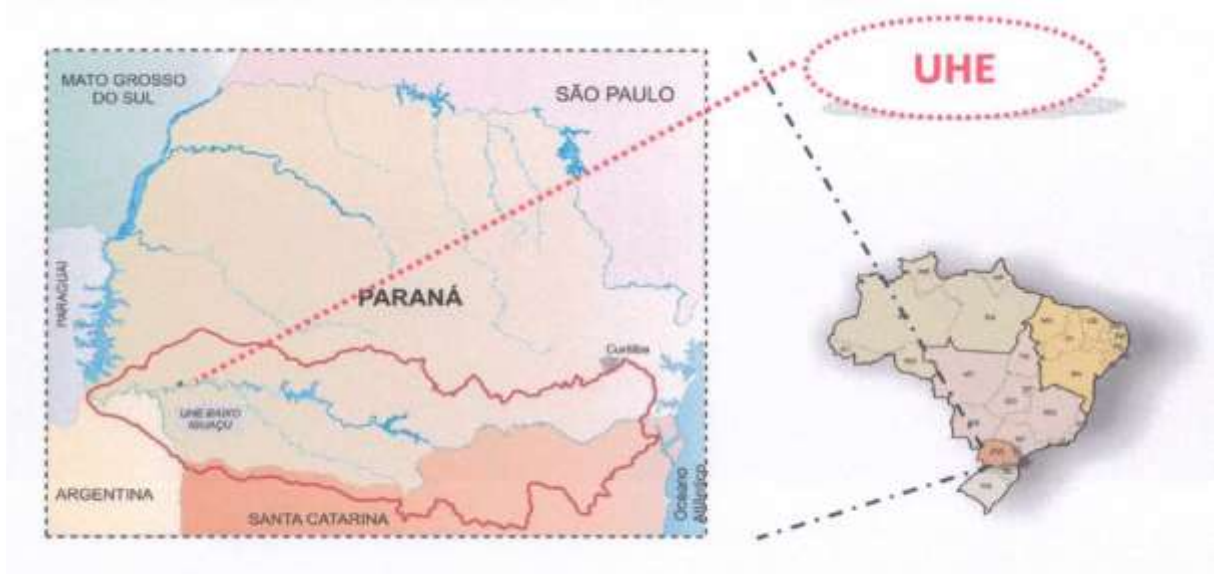 UHE
MATO GROSSO
DO SUL
SÃO PAULO
PARAGUAI
PARANÁ
Curitiba
UHE BAIXO
IGUAÇU
ARGENTINA
SANTA CATARINA
Oceano
Atlântico